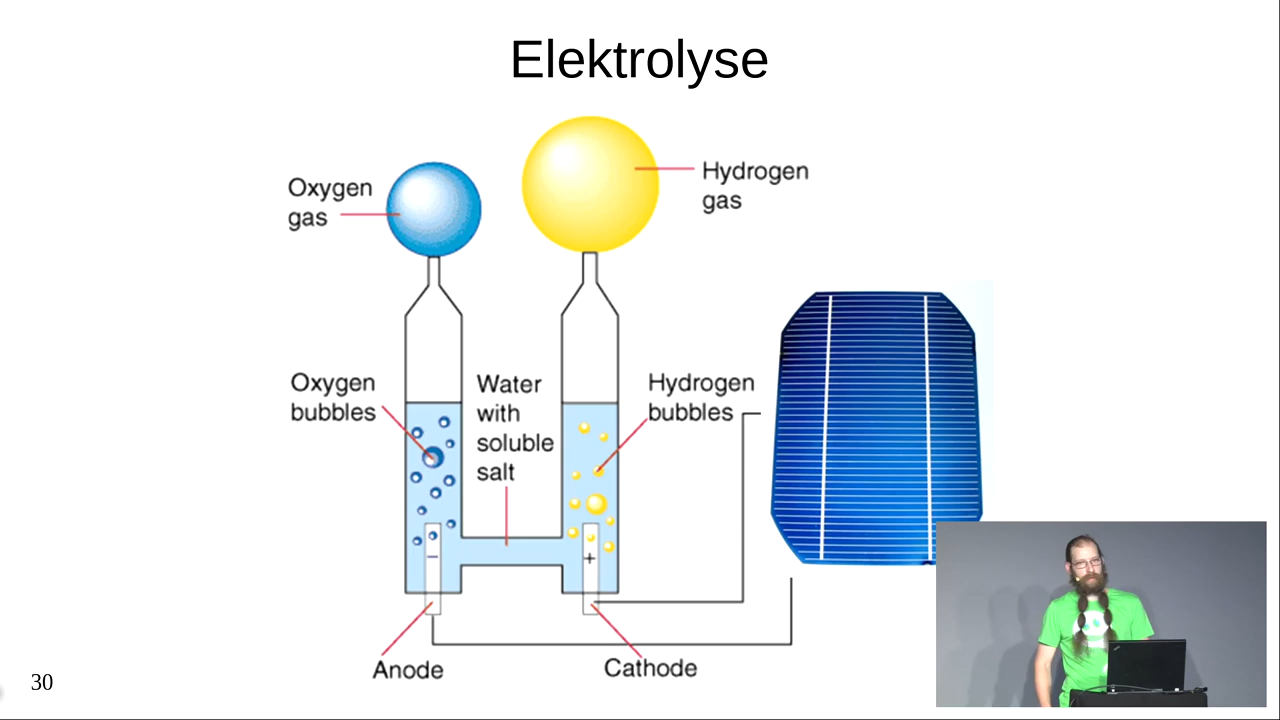 Elektrolyse
Oxygen
gas
Hydrogen
gas
Oxygen
bubbles
Water
with
soluble
salt
Hydrogen
bubbles
−
+
Anode
Cathode
30